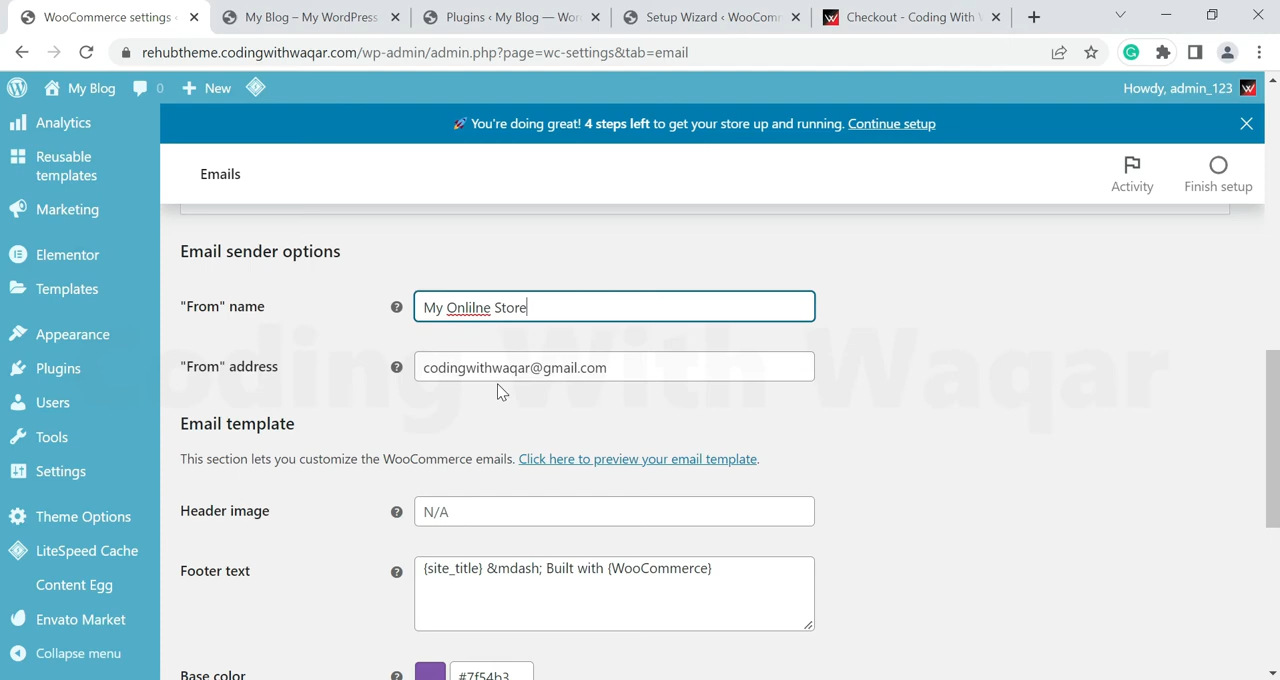 WooCommerce settings ‹
My Blog – My WordPress
Plugins ‹ My Blog — Wor
Setup Wizard ‹ WooComm
Checkout - Coding With
rehubtheme.codingwithwaqar.com/wp-admin/admin.php?page=wc-settings&tab=email
My Blog
0
New
Howdy, admin_123
Analytics
Reusable
templates
Marketing
Elementor
Templates
Appearance
Plugins
Users
Tools
Settings
Theme Options
LiteSpeed Cache
Content Egg
Envato Market
Collapse menu
🚀 You're doing great! 4 steps left to get your store up and running. Continue setup
Emails
Activity
Finish setup
Email sender options
"From" name
My Onlilne Store
"From" address
codingwithwaqar@gmail.com
Email template
This section lets you customize the WooCommerce emails. Click here to preview your email template.
Header image
N/A
Footer text
{site_title} &mdash; Built with {WooCommerce}
Base color
#7f54b3
Coding With Waqar